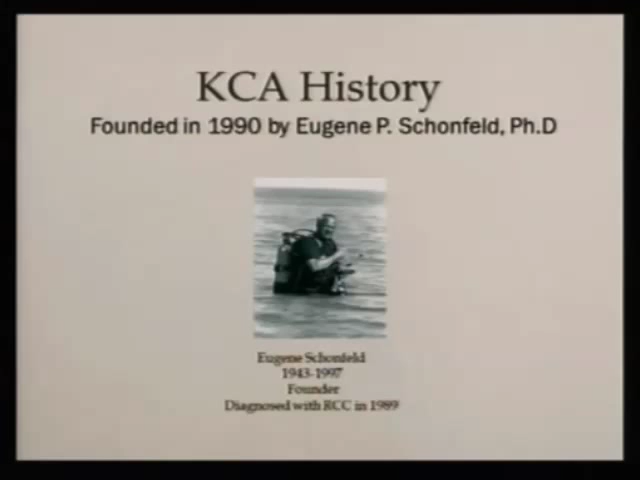 KCA History
Founded in 1990 by Eugene P. Schonfeld, Ph.D
Eugene Schonfeld
1943-1997
Founder
Diagnosed with RCC in 1989